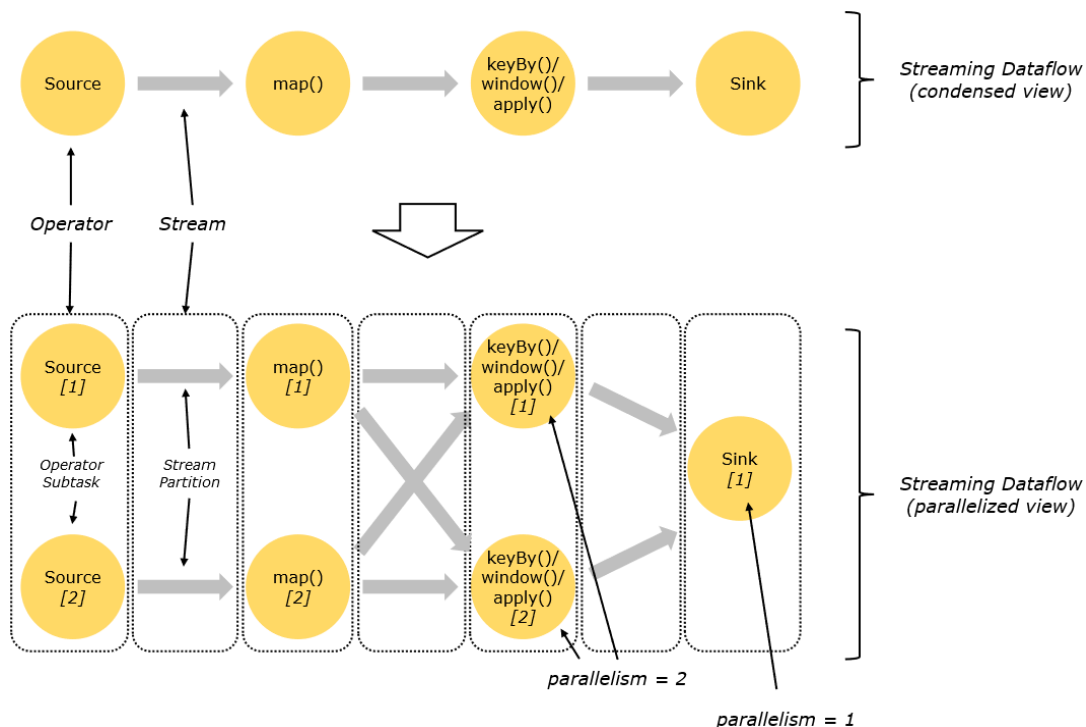 Source
map()
keyBy()/
window()/
apply()
Sink
Streaming Dataflow
(condensed view)
Operator
Stream
Source
[1]
map()
[1]
keyBy()/
window()/
apply()
[1]
Operator
Subtask
Stream
Partition
Sink
[1]
Streaming Dataflow
(parallelized view)
Source
[2]
map()
[2]
keyBy()/
window()/
apply()
[2]
parallelism = 2
parallelism = 1